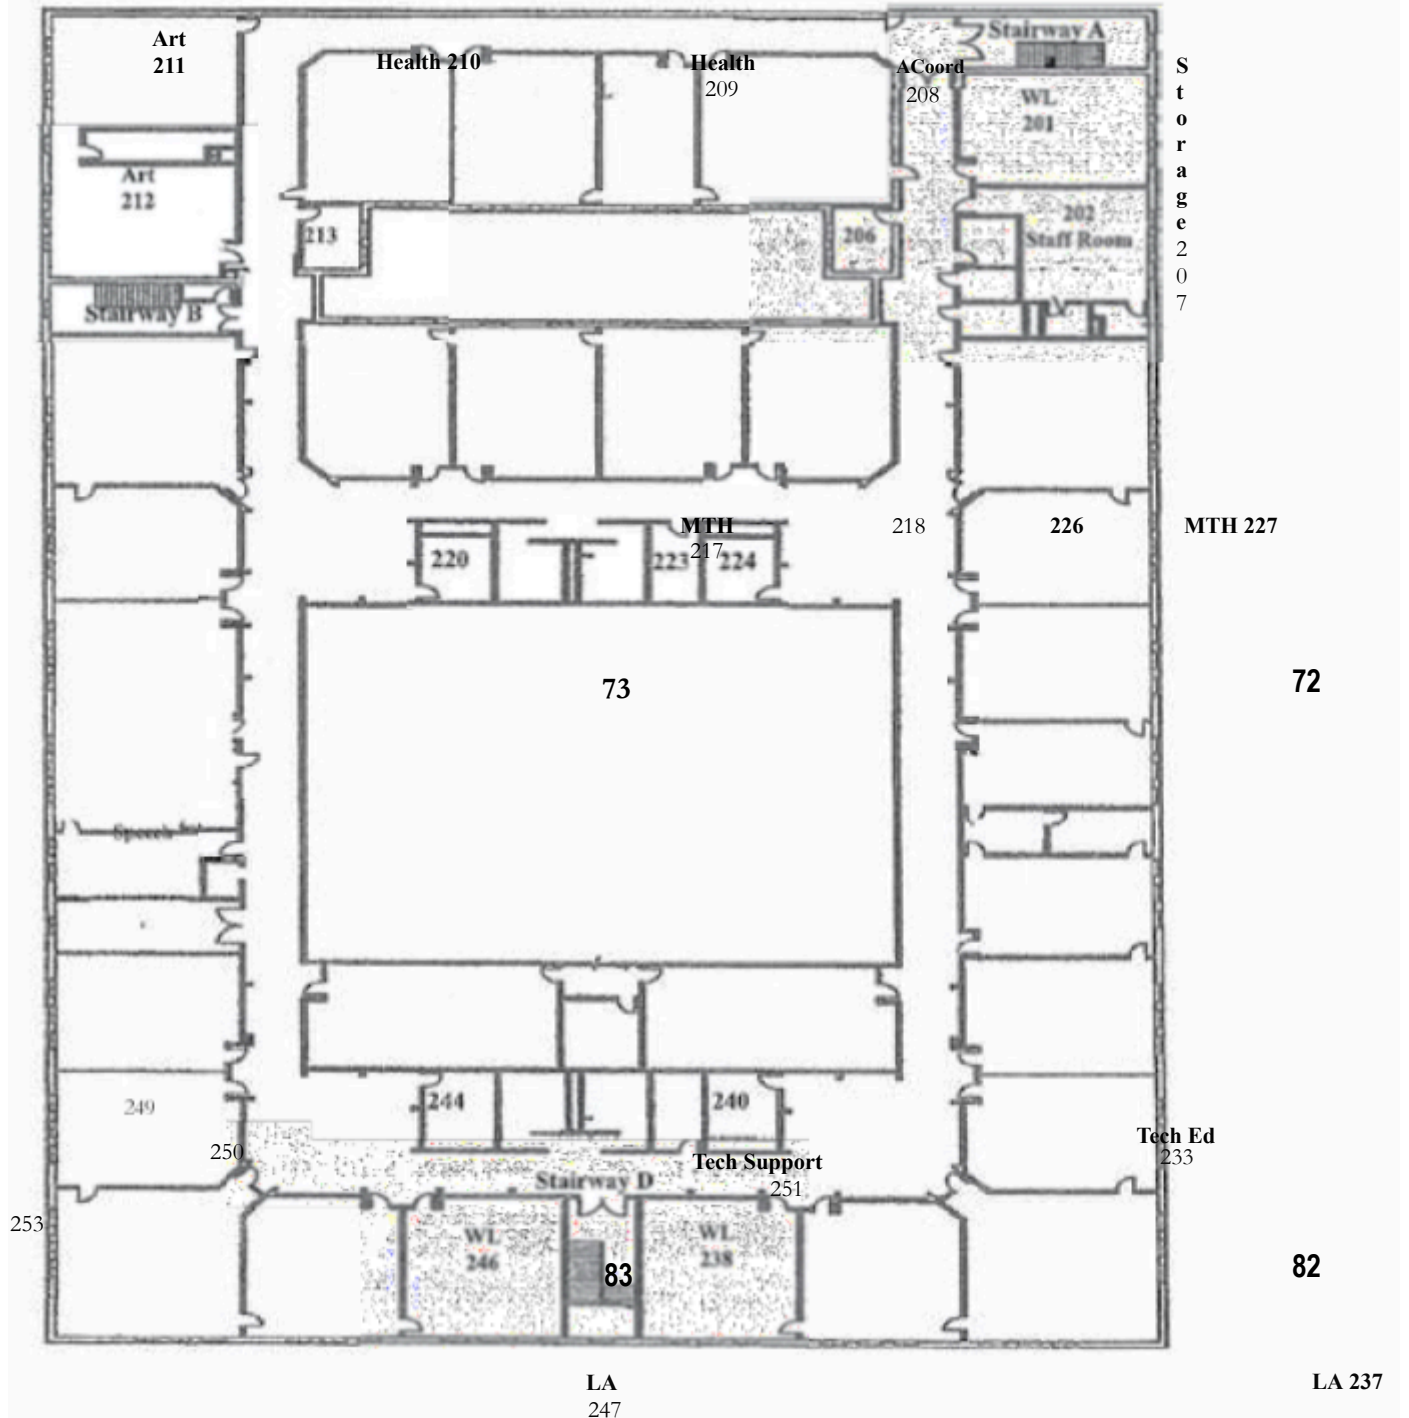 Art
211
Stairway A
Health 210
Health
209
ACoord
208
WL
201
S
t
o
r
a
g
e
2
0
7
Art
212
202
Staff Room
213
206
Stairway B
MTH
217
218
226
MTH 227
220
223
224
73
72
Speech
249
244
240
250
Tech Support
251
Tech Ed
233
Stairway D
253
WL
246
WL
238
83
82
LA
247
LA 237